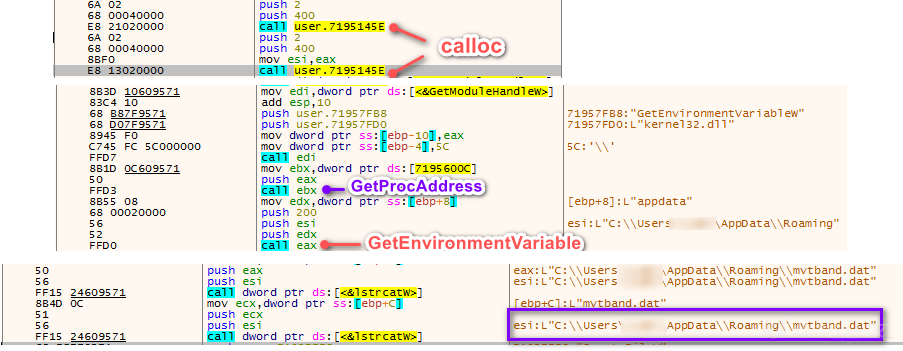 6A 02 push 2
68 00040000 push 400
E8 21020000 call user.7195145E
6A 02 push 2
68 00040000 push 400
8BF0 mov esi,eax
E8 13020000 call user.7195145E
calloc
8B3D 10609571 mov edi,dword ptr ds:[<&GetModuleHandleW>]
83C4 10 add esp,10
68 B87F9571 push user.71957FB8 71957FB8:"GetEnvironmentVariableW"
68 D07F9571 push user.71957FD0 71957FD0:L"kernel32.dll"
8945 F0 mov dword ptr ss:[ebp-10],eax
C745 FC 5C000000 mov dword ptr ss:[ebp-4],5C 5C:'\\'
FFD7 call edi
8B1D 0C609571 mov ebx,dword ptr ds:[7195600C]
50 push eax
FFD3 call ebx GetProcAddress
8B55 08 mov edx,dword ptr ss:[ebp+8] [ebp+8]:L"appdata"
68 00020000 push 200
56 push esi esi:L"C:\\Users \AppData\\Roaming"
52 push edx
FFD0 call eax GetEnvironmentVariable
50 push eax eax:L"C:\\Users \AppData\\Roaming\\mvtband.dat"
56 push esi esi:L"C:\\Users \AppData\\Roaming\\mvtband.dat"
FF15 24609571 call dword ptr ds:[<&lstrcatW>]
8B4D 0C mov ecx,dword ptr ss:[ebp+C] [ebp+C]:L"mvtband.dat"
51 push ecx
56 push esi esi:L"C:\\Users\ AppData\\Roaming\\mvtband.dat"
FF15 24609571 call dword ptr ds:[<&lstrcatW>]